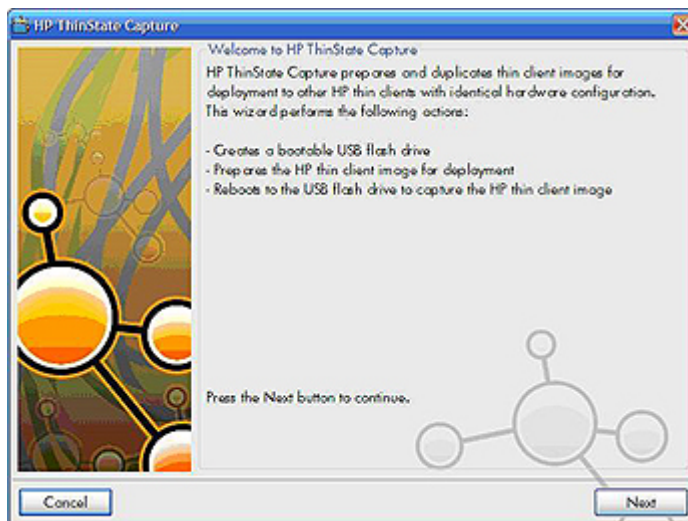 HP ThinState Capture
Welcome to HP ThinState Capture
HP ThinState Capture prepares and duplicates thin client images for
deployment to other HP thin clients with identical hardware configuration.
This wizard performs the following actions:
- Creates a bootable USB flash drive
- Prepares the HP thin client image for deployment
- Reboots to the USB flash drive to capture the HP thin client image
Press the Next button to continue.
Cancel
Next